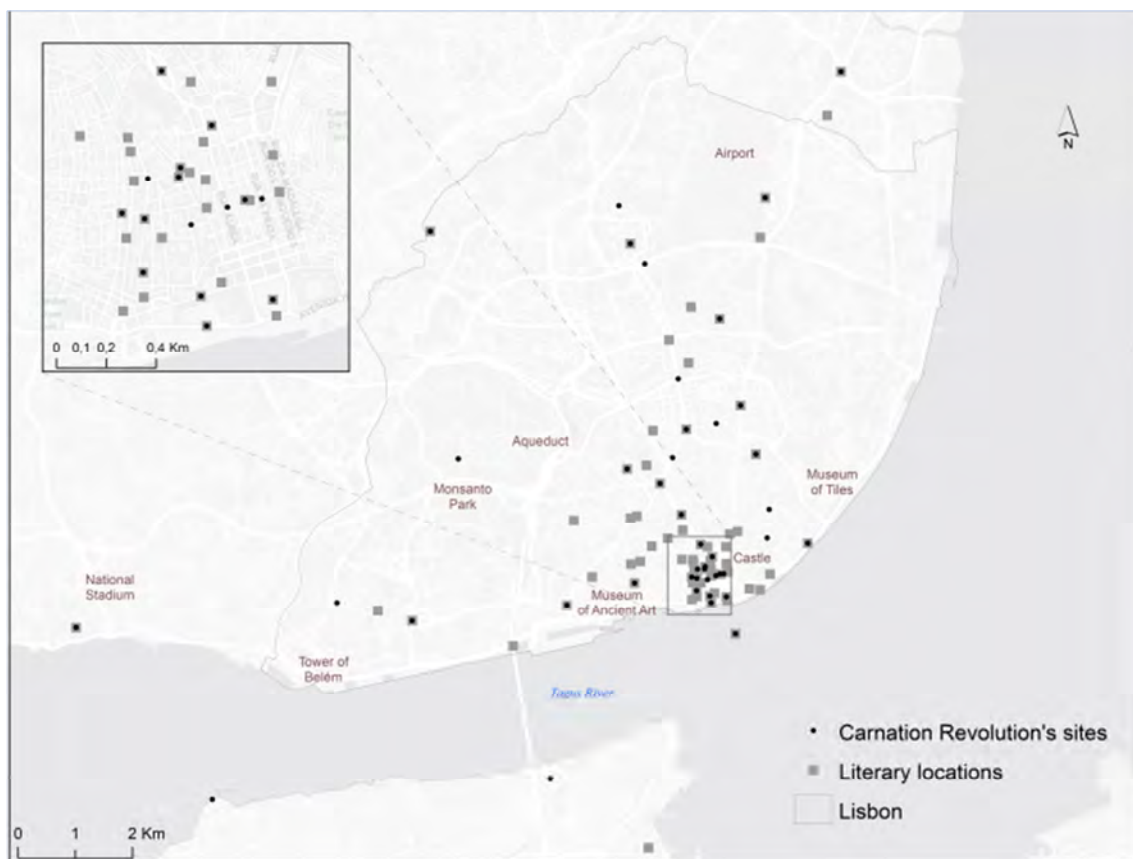 0 0,1 0,2 0,4 Km
Airport
Aqueduct
Monsanto
Park
Museum
of Tiles
National
Stadium
Castle
Museum
of Ancient Art
Tower of
Belém
Tagus River
N
Carnation Revolution's sites
Literary locations
Lisbon
0 1 2 Km